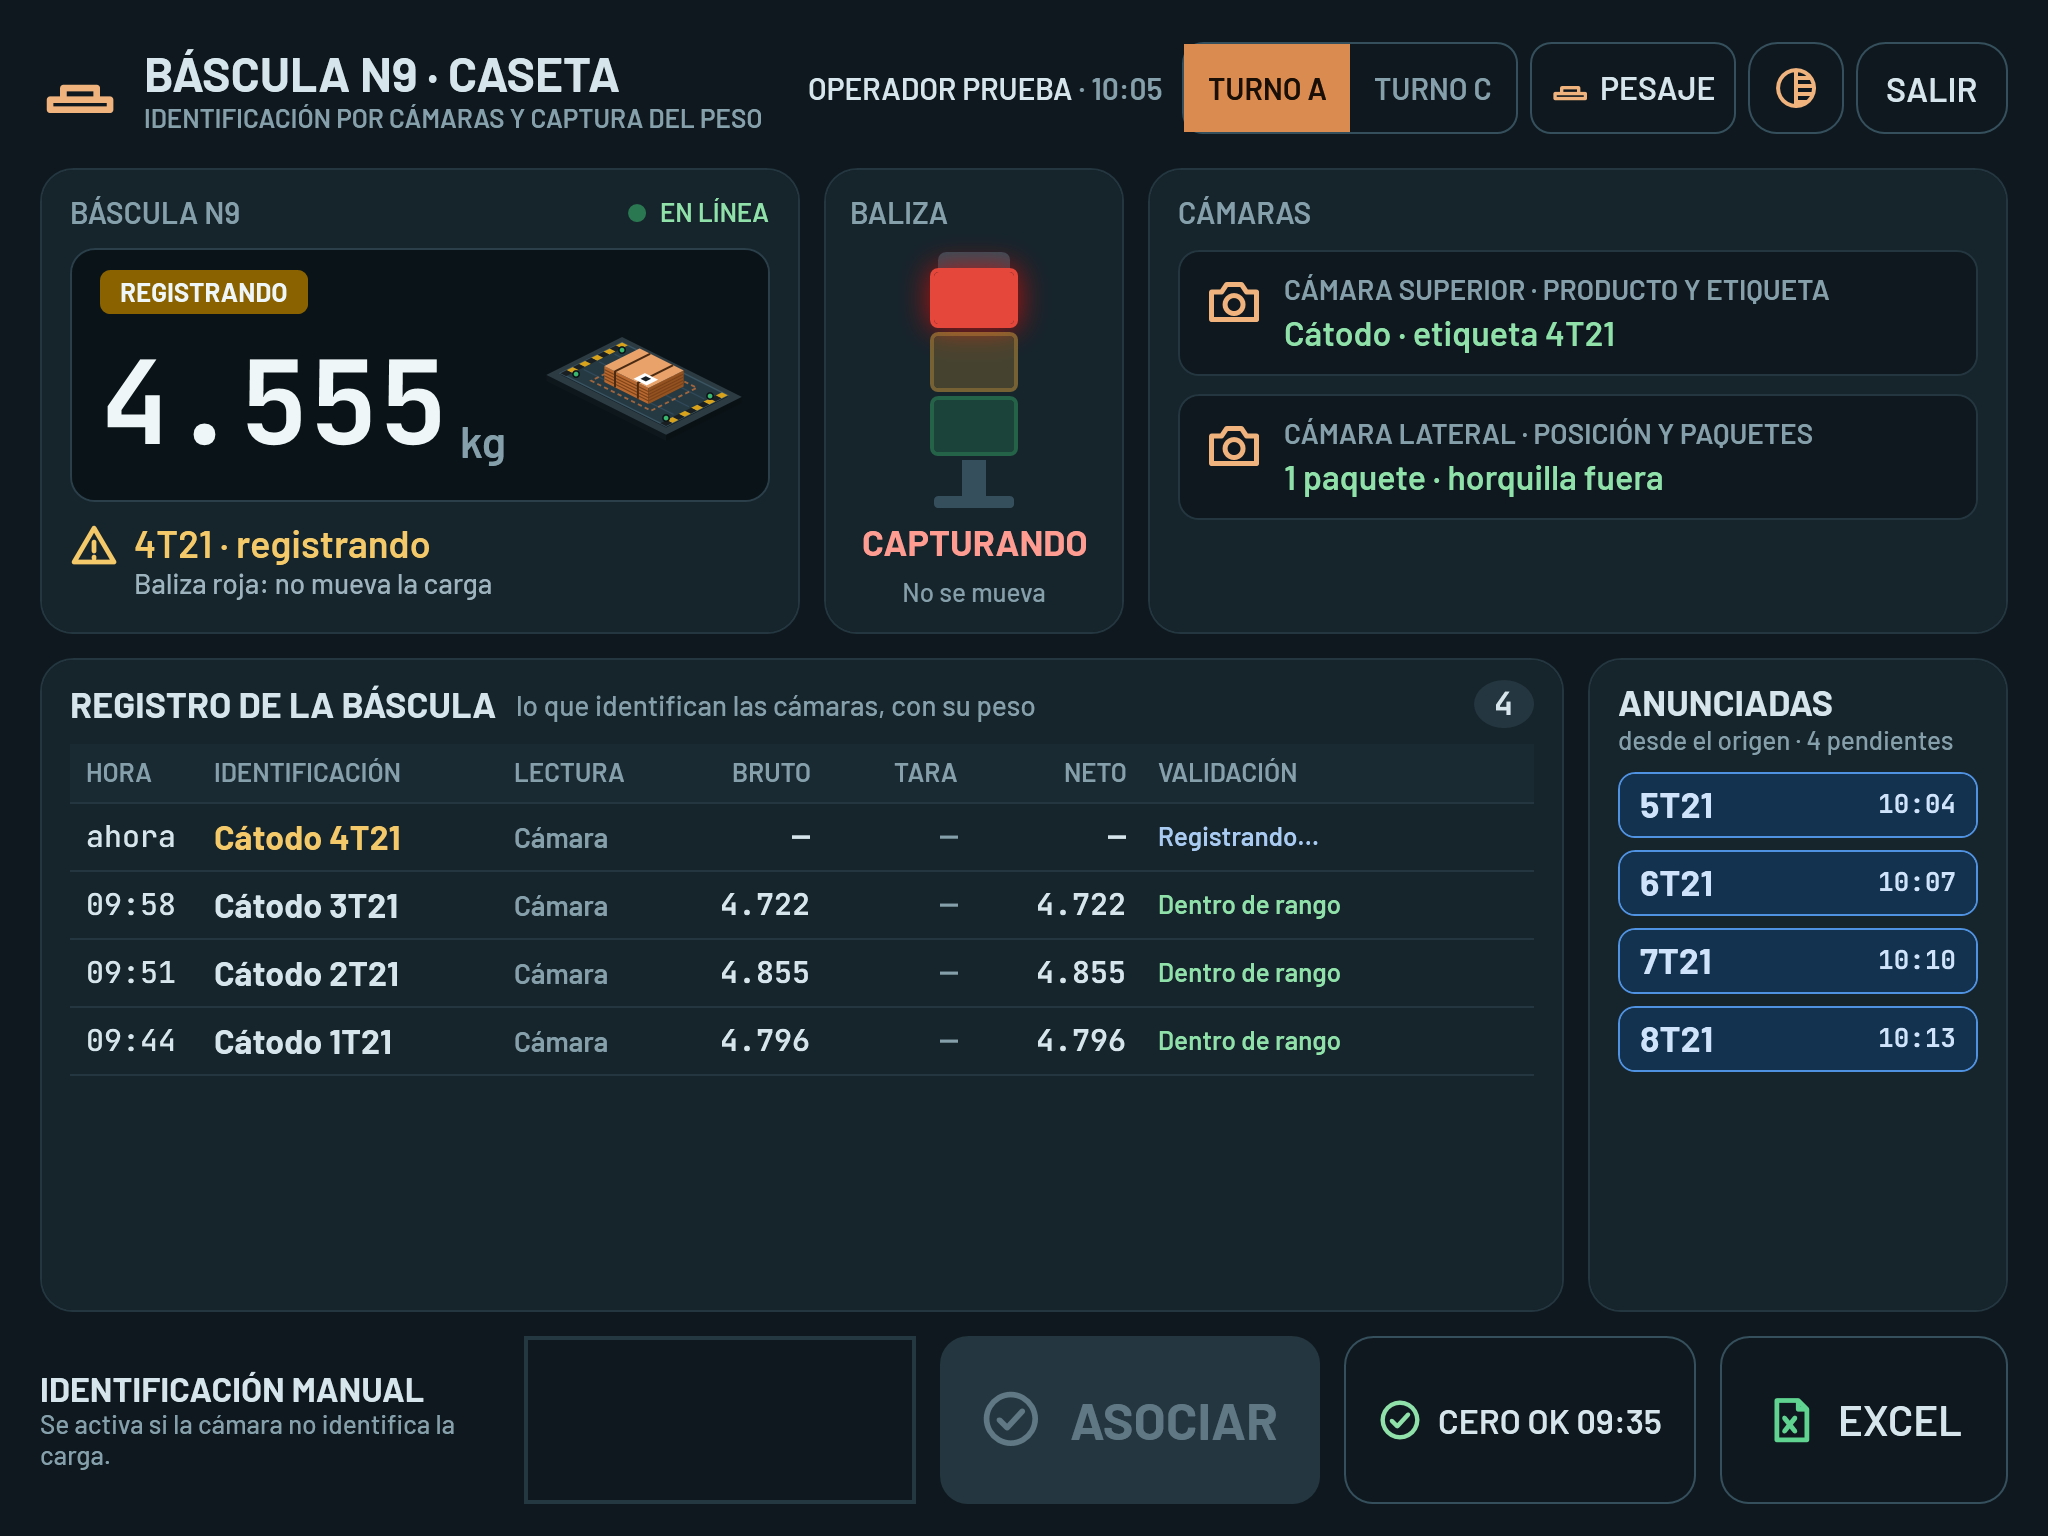 BÁSCULA N9 · CASETA
IDENTIFICACIÓN POR CÁMARAS Y CAPTURA DEL PESO
OPERADOR PRUEBA · 10:05
TURNO A
TURNO C
PESAJE
SALIR
BÁSCULA N9
EN LÍNEA
REGISTRANDO
4.555 kg
4T21 · registrando
Baliza roja: no mueva la carga
BALIZA
CAPTURANDO
No se mueva
CÁMARAS
CÁMARA SUPERIOR · PRODUCTO Y ETIQUETA
Cátodo · etiqueta 4T21
CÁMARA LATERAL · POSICIÓN Y PAQUETES
1 paquete · horquilla fuera
REGISTRO DE LA BÁSCULA lo que identifican las cámaras, con su peso 4
HORA IDENTIFICACIÓN LECTURA BRUTO TARA NETO VALIDACIÓN
ahora Cátodo 4T21 Cámara — — — Registrando...
09:58 Cátodo 3T21 Cámara 4.722 — 4.722 Dentro de rango
09:51 Cátodo 2T21 Cámara 4.855 — 4.855 Dentro de rango
09:44 Cátodo 1T21 Cámara 4.796 — 4.796 Dentro de rango
ANUNCIADAS
desde el origen · 4 pendientes
5T21 10:04
6T21 10:07
7T21 10:10
8T21 10:13
IDENTIFICACIÓN MANUAL
Se activa si la cámara no identifica la
carga.
ASOCIAR
CERO OK 09:35
EXCEL